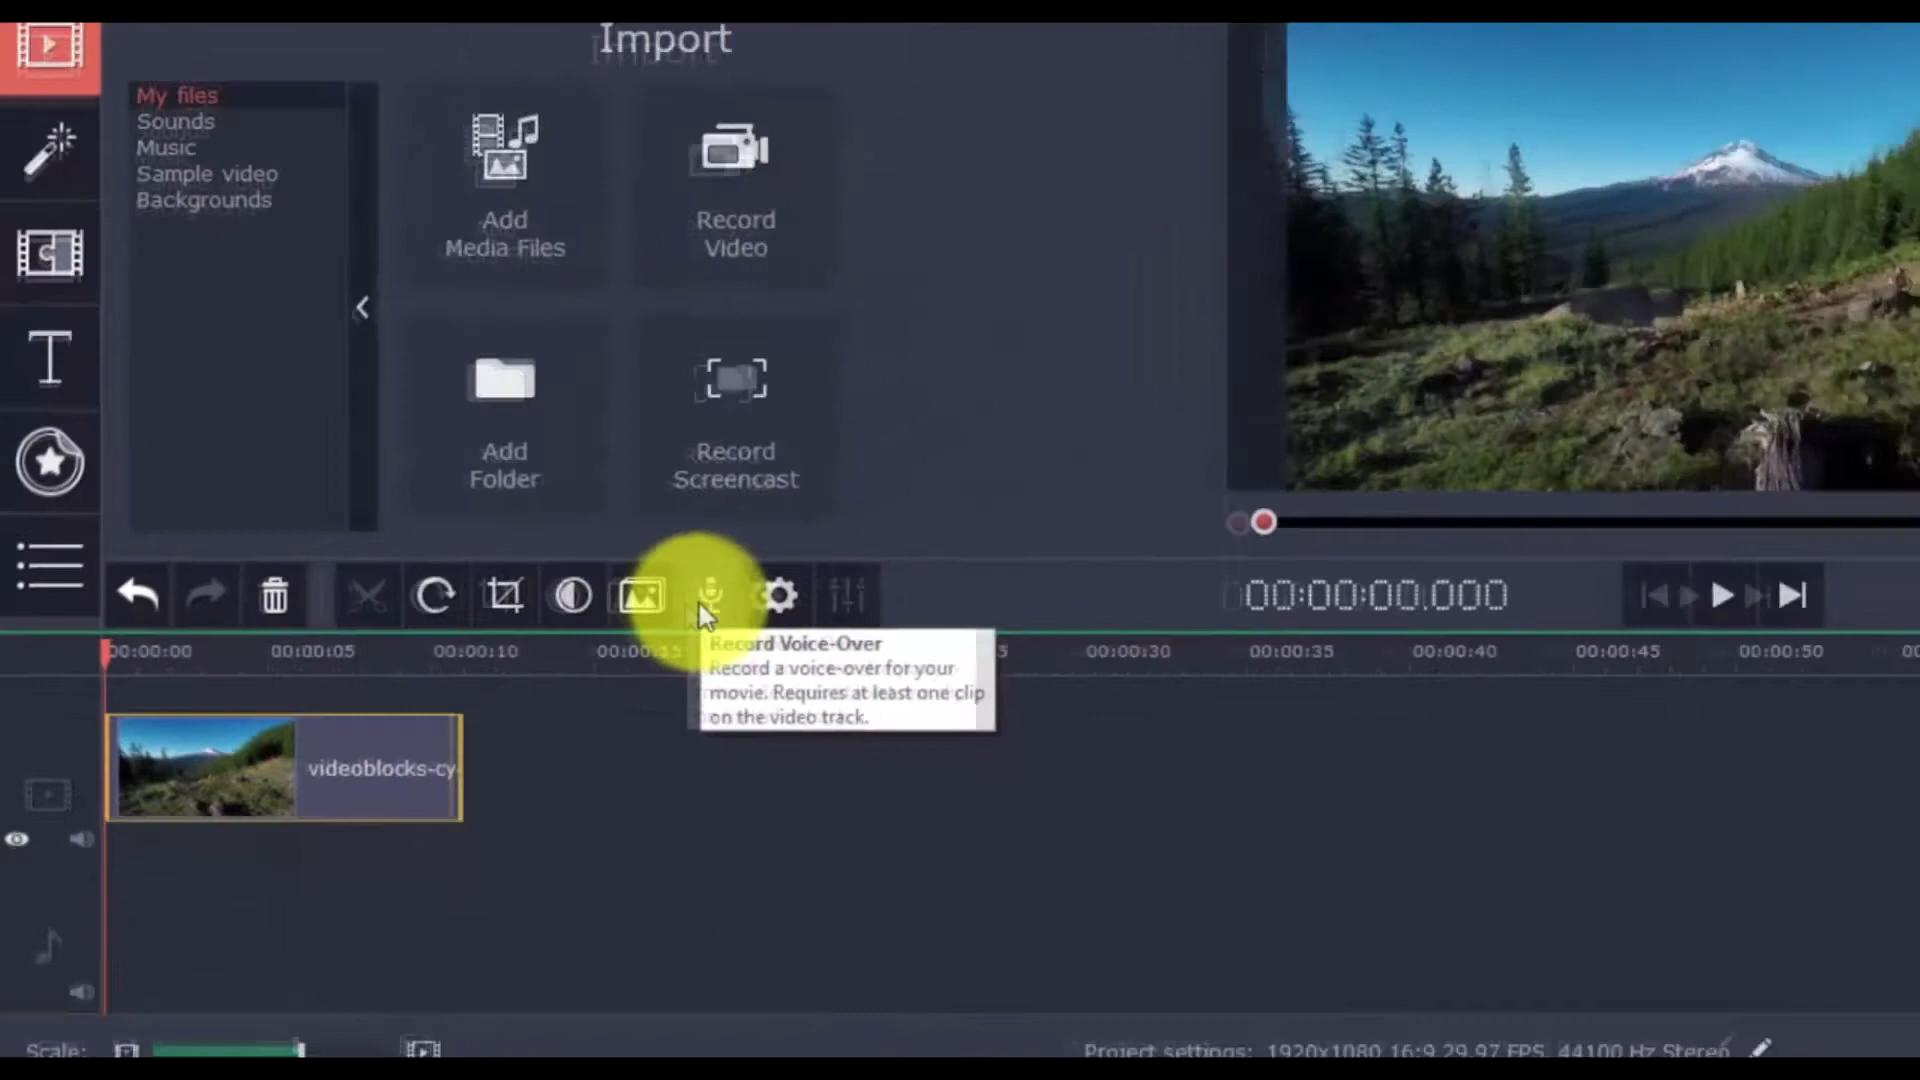 Import
My files
Sounds
Music
Sample video
Backgrounds
Add
Media Files
Record
Video
Add
Folder
Record
Screencast
00:00:00.000
Record Voice-Over
Record a voice-over for your
movie. Requires at least one clip
on the video track.
00:00:00
00:00:05
00:00:10
00:00:15
00:00:30
00:00:35
00:00:40
00:00:45
00:00:50
videoblocks-cy
Scale:
Project settings: 1920x1080 16:9 29.97 FPS, 44100 Hz Stereo